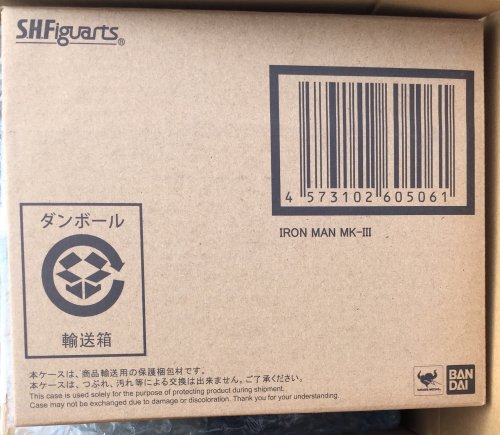 S.H.Figuarts®
4 573102 605061
IRON MAN MK-III
ダンボール
輸送箱
本ケースは、商品輸送用の保護梱包材です。
本ケースは、つぶれ、汚れ等による交換は出来ません。ご了承ください。
This case is used solely for the purpose of protecting product during shipment.
Case may not be exchanged due to damage or discoloration. Thank you for your understanding.
BAN
DAI